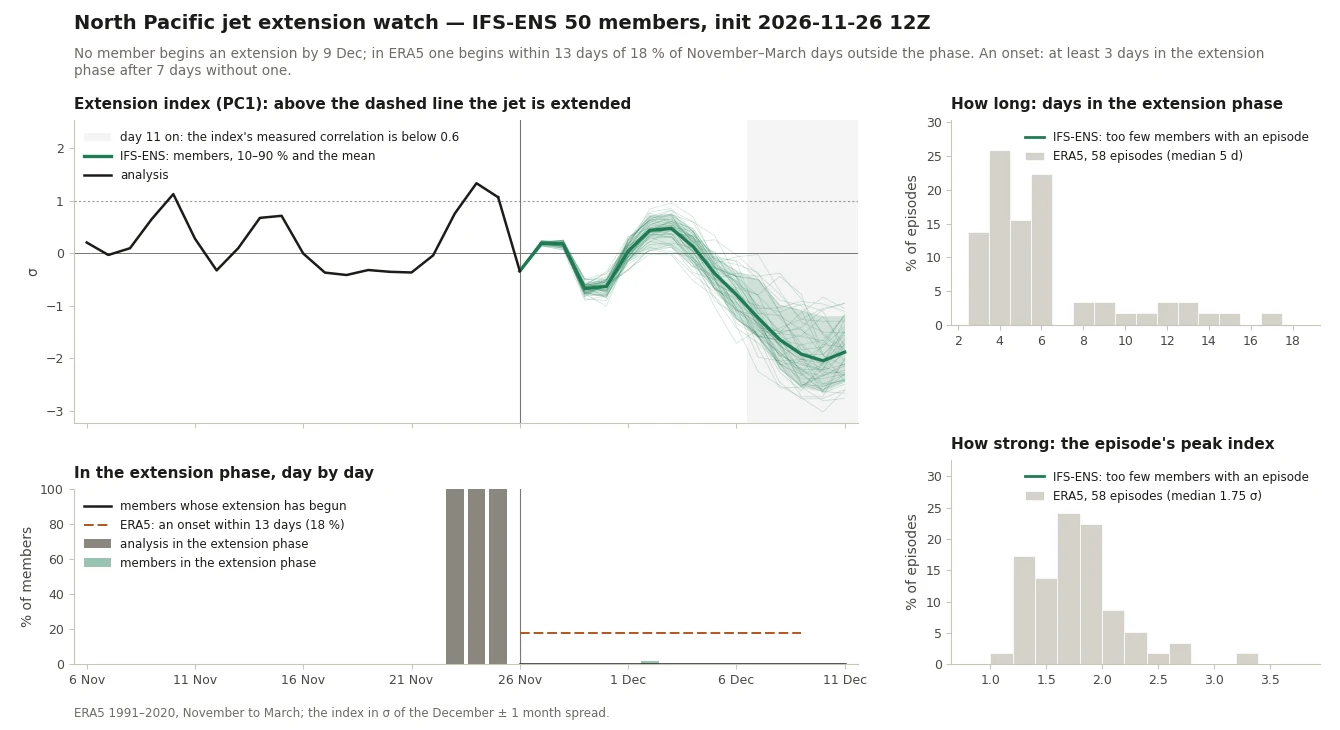 North Pacific jet extension watch — IFS-ENS 50 members, init 2026-11-26 12Z
No member begins an extension by 9 Dec; in ERA5 one begins within 13 days of 18 % of November–March days outside the phase. An onset: at least 3 days in the extension
phase after 7 days without one.
Extension index (PC1): above the dashed line the jet is extended
day 11 on: the index's measured correlation is below 0.6
IFS-ENS: members, 10–90 % and the mean
analysis
2
1
0
−1
−2
−3
σ
How long: days in the extension phase
IFS-ENS: too few members with an episode
ERA5, 58 episodes (median 5 d)
30
25
20
15
10
5
0
% of episodes
2 4 6 8 10 12 14 16 18
In the extension phase, day by day
members whose extension has begun
ERA5: an onset within 13 days (18 %)
analysis in the extension phase
members in the extension phase
100
80
60
40
20
0
% of members
6 Nov 11 Nov 16 Nov 21 Nov 26 Nov 1 Dec 6 Dec 11 Dec
How strong: the episode's peak index
IFS-ENS: too few members with an episode
ERA5, 58 episodes (median 1.75 σ)
30
25
20
15
10
5
0
% of episodes
1.0 1.5 2.0 2.5 3.0 3.5
ERA5 1991–2020, November to March; the index in σ of the December ± 1 month spread.